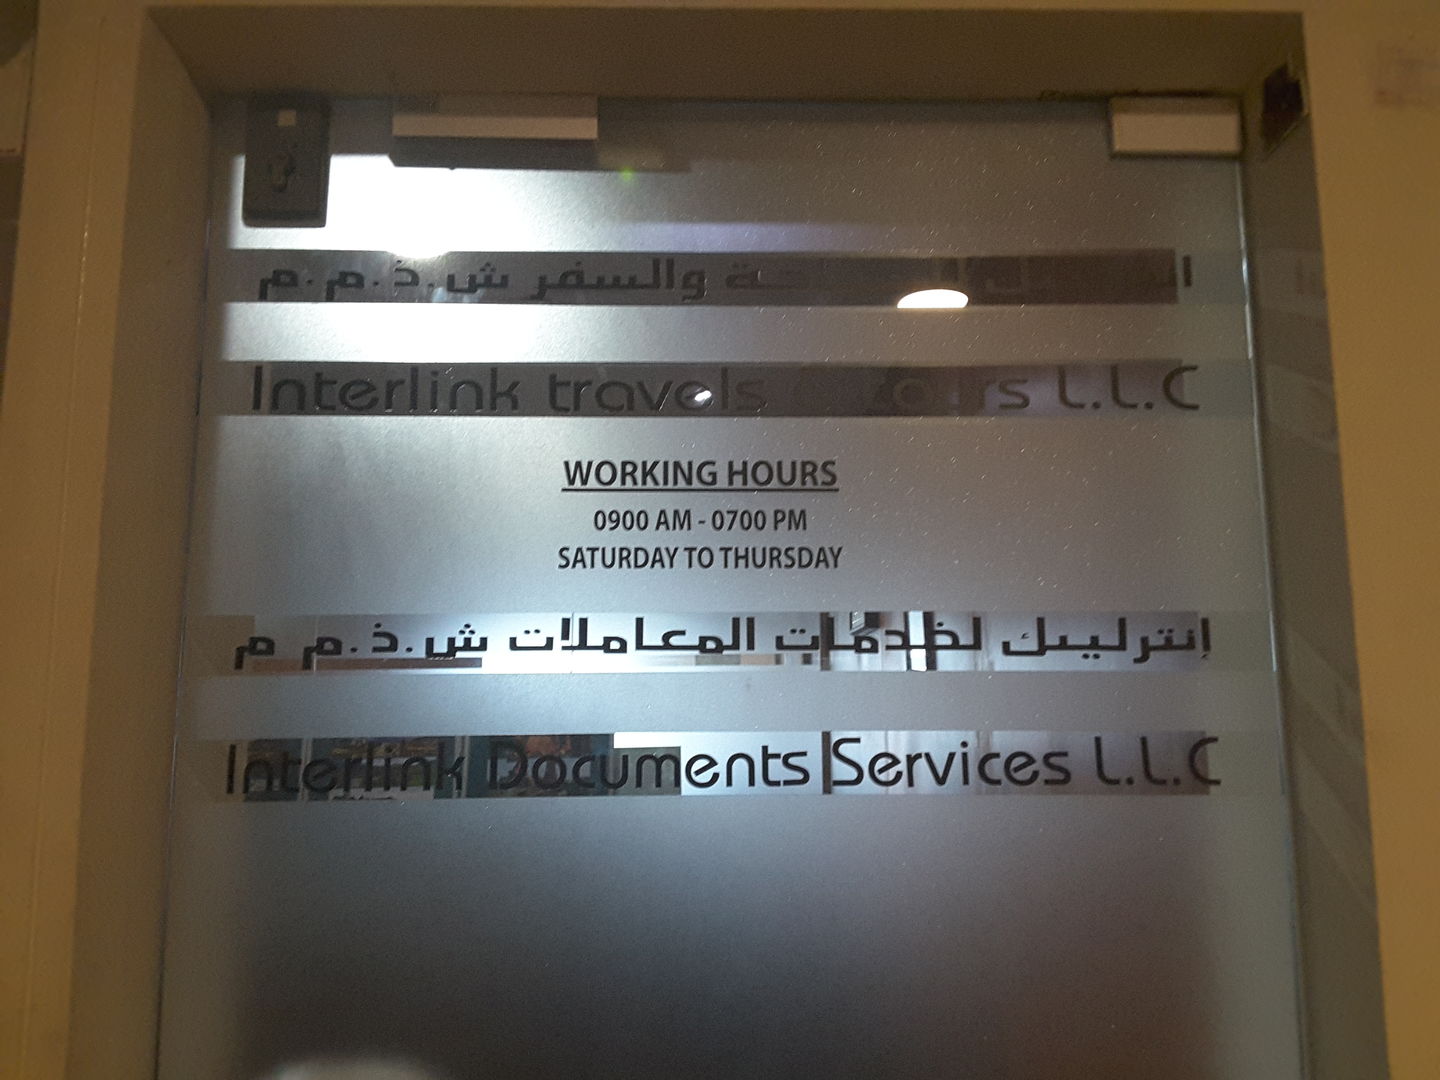 والسفر ش.ذ.م.م
Interlink travels L.L.C
WORKING HOURS
0900 AM - 0700 PM
SATURDAY TO THURSDAY
إنترلينك لخدمات المعاملات ش.ذ.م م
Interlink Documents Services L.L.C